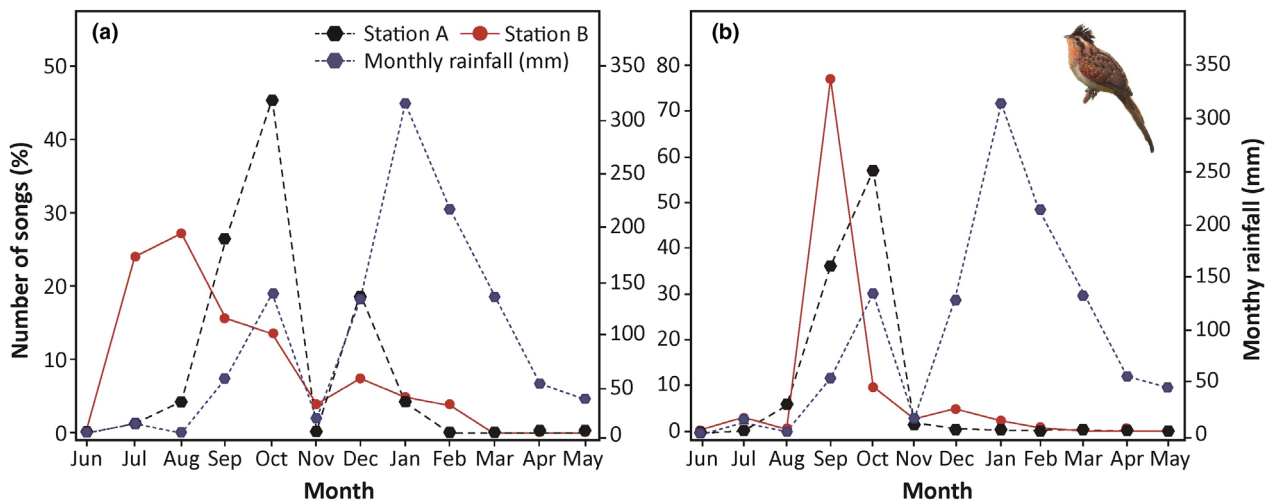 (a)
Station A
Station B
Monthly rainfall (mm)
Number of songs (%)
50
40
30
20
10
0
350
300
250
200
150
100
50
0
Jun Jul Aug Sep Oct Nov Dec Jan Feb Mar Apr May
Month
(b)
80
70
60
50
40
30
20
10
0
350
300
250
200
150
100
50
0
Monthy rainfall (mm)
Jun Jul Aug Sep Oct Nov Dec Jan Feb Mar Apr May
Month